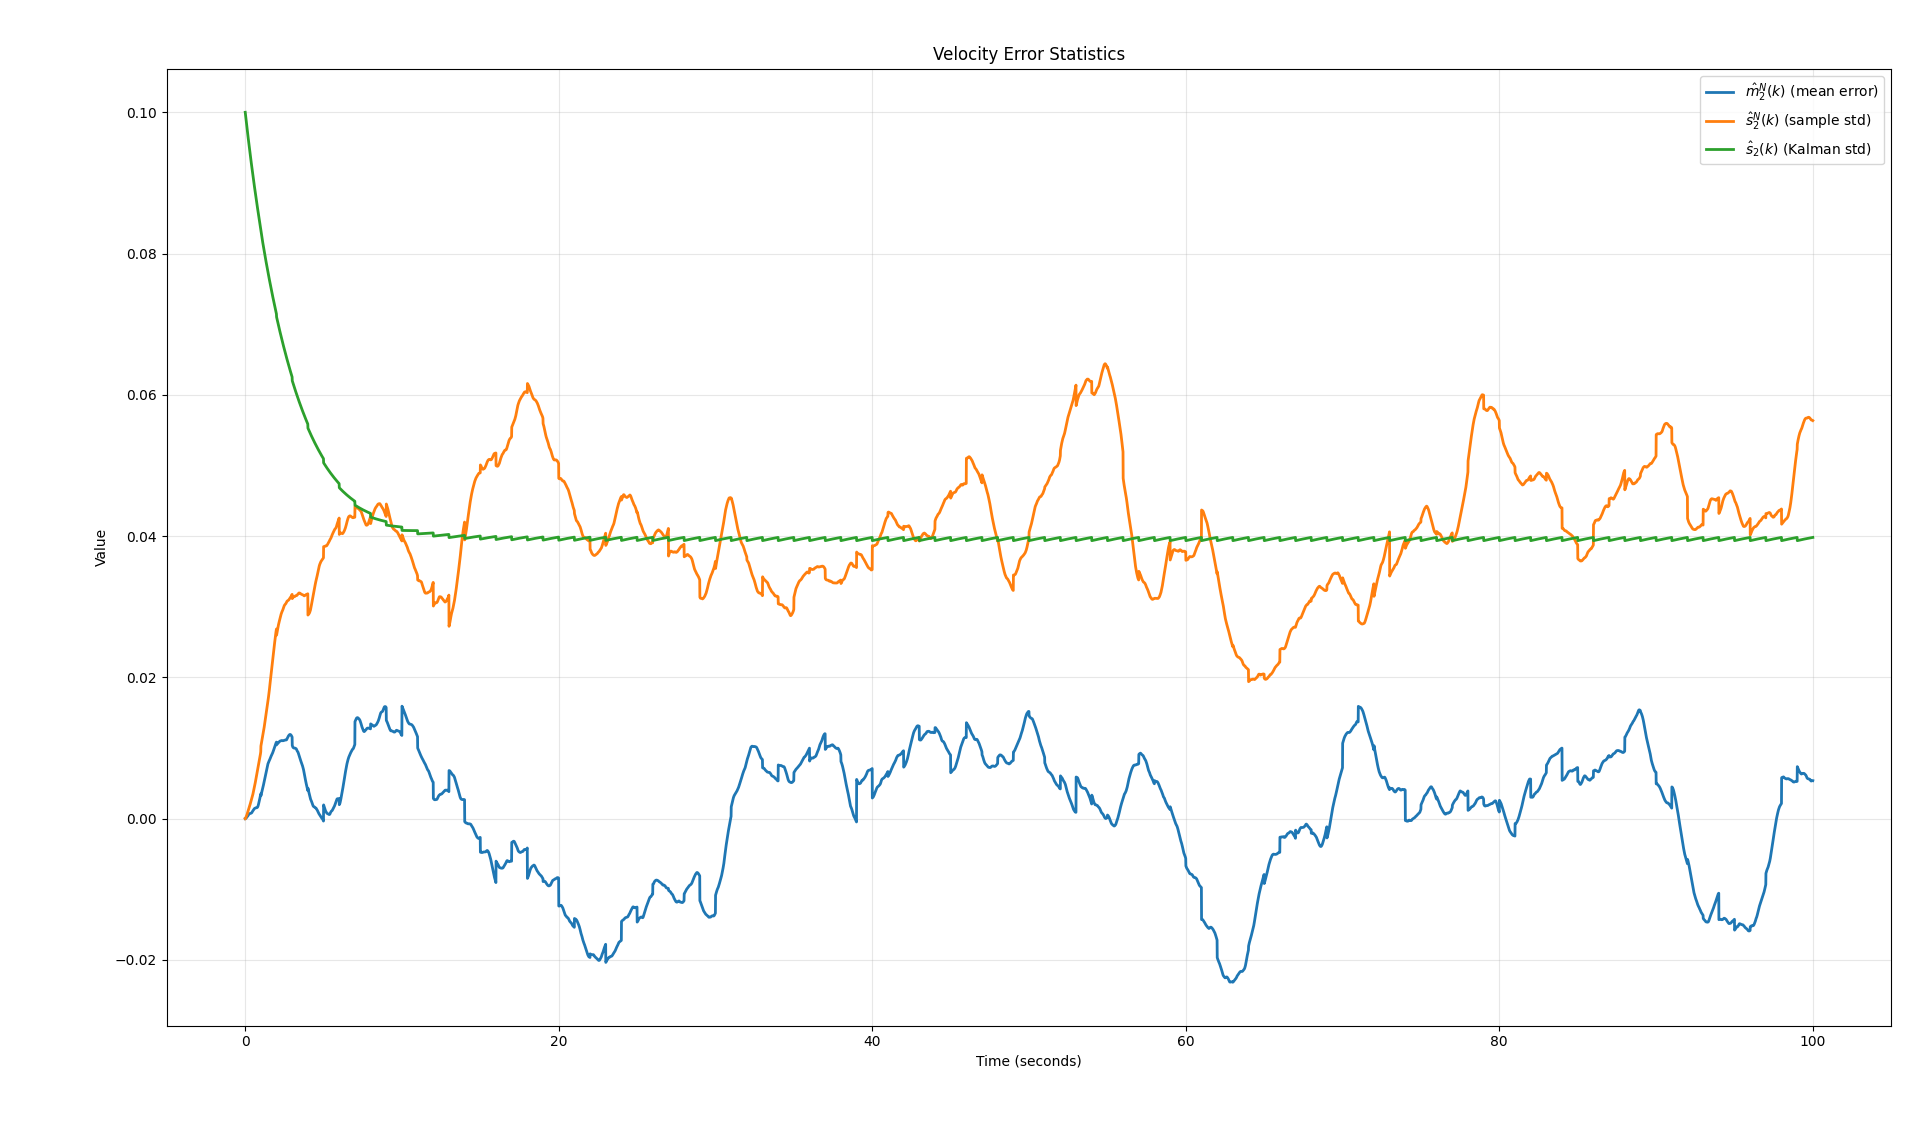 Velocity Error Statistics
m̂₂ᴺ(k) (mean error)
ŝ₂ᴺ(k) (sample std)
ŝ₂(k) (Kalman std)
0.10
0.08
0.06
0.04
0.02
0.00
−0.02
Value
0 20 40 60 80 100
Time (seconds)